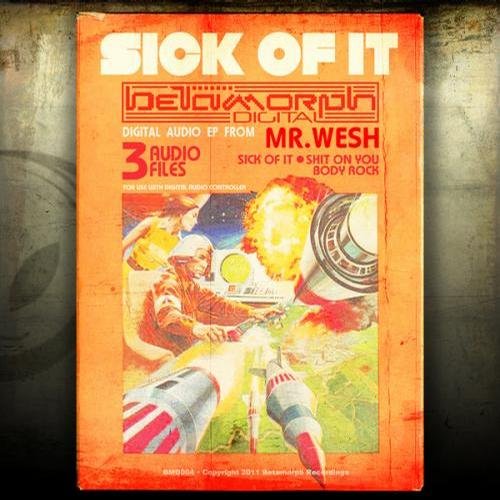 SICK OF IT
betamorph
DIGITAL
DIGITAL AUDIO EP FROM MR.WESH
3 AUDIO FILES
SICK OF IT • SHIT ON YOU
BODY ROCK
FOR USE WITH DIGITAL AUDIO CONTROLLER
BMD004 - Copyright 2011 Betamorph Recordings